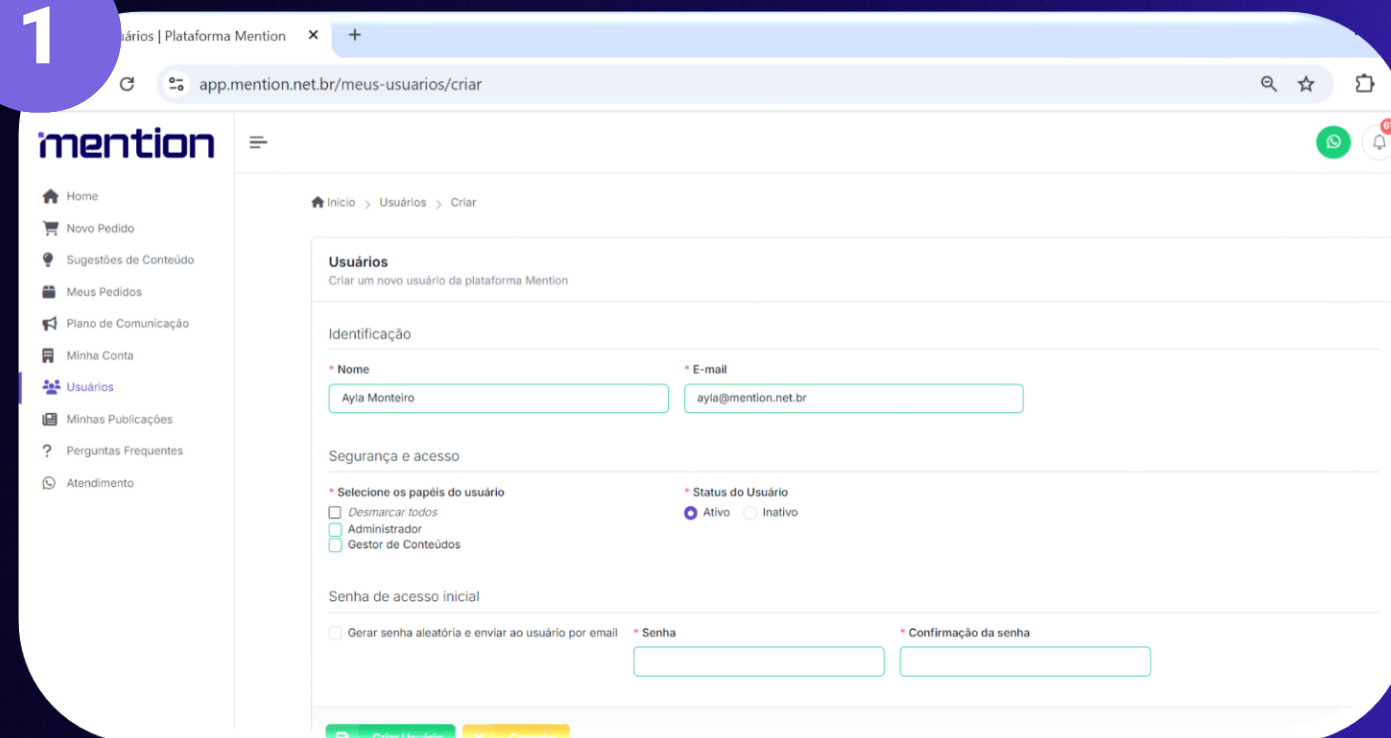 1
ários | Plataforma Mention
app.mention.net.br/meus-usuarios/criar
mention
Home
Novo Pedido
Sugestões de Conteúdo
Meus Pedidos
Plano de Comunicação
Minha Conta
Usuários
Minhas Publicações
Perguntas Frequentes
Atendimento
Início > Usuários > Criar
Usuários
Criar um novo usuário da plataforma Mention
Identificação
* Nome * E-mail
Ayla Monteiro ayla@mention.net.br
Segurança e acesso
* Selecione os papéis do usuário * Status do Usuário
Desmarcar todos Ativo Inativo
Administrador
Gestor de Conteúdos
Senha de acesso inicial
Gerar senha aleatória e enviar ao usuário por email * Senha * Confirmação da senha
Criar Usuário